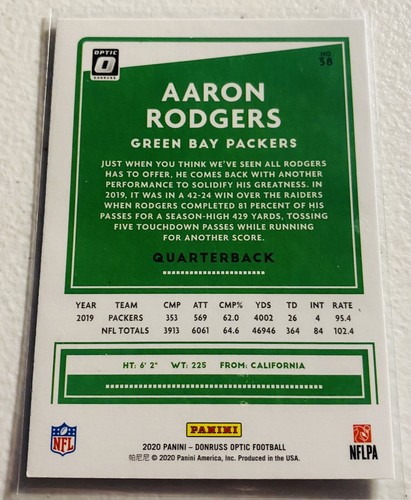 OPTIC
DONRUSS
NO.
58
AARON
RODGERS
GREEN BAY PACKERS
JUST WHEN YOU THINK WE'VE SEEN ALL RODGERS
HAS TO OFFER, HE COMES BACK WITH ANOTHER
PERFORMANCE TO SOLIDIFY HIS GREATNESS. IN
2019, IT WAS IN A 42-24 WIN OVER THE RAIDERS
WHEN RODGERS COMPLETED 81 PERCENT OF HIS
PASSES FOR A SEASON-HIGH 429 YARDS, TOSSING
FIVE TOUCHDOWN PASSES WHILE RUNNING
FOR ANOTHER SCORE.
QUARTERBACK
YEAR TEAM CMP ATT CMP% YDS TD INT RATE
2019 PACKERS 353 569 62.0 4002 26 4 95.4
NFL TOTALS 3913 6061 64.6 46946 364 84 102.4
HT: 6' 2" WT: 225 FROM: CALIFORNIA
NFL
PANINI
NFLPA
2020 PANINI – DONRUSS OPTIC FOOTBALL
帕尼尼 © 2020 Panini America, Inc. Produced in the USA.